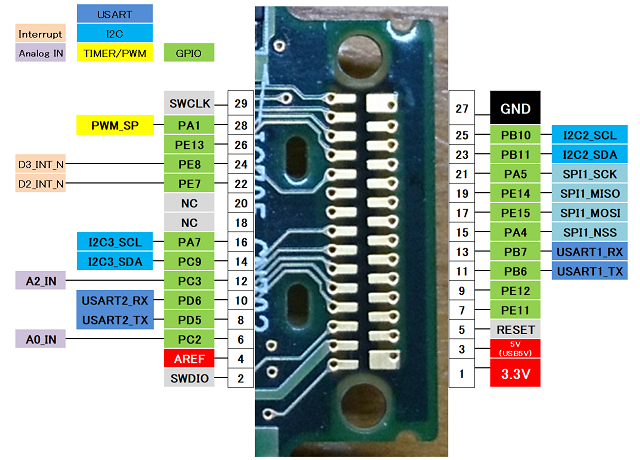 USART
Interrupt I2C
Analog IN TIMER/PWM GPIO
SWCLK 29
PWM_SP PA1 28
PE13 26
D3_INT_N PE8 24
D2_INT_N PE7 22
NC 20
NC 18
I2C3_SCL PA7 16
I2C3_SDA PC9 14
A2_IN PC3 12
USART2_RX PD6 10
USART2_TX PD5 8
A0_IN PC2 6
AREF 4
SWDIO 2
27 GND
25 PB10 I2C2_SCL
23 PB11 I2C2_SDA
21 PA5 SPI1_SCK
19 PE14 SPI1_MISO
17 PE15 SPI1_MOSI
15 PA4 SPI1_NSS
13 PB7 USART1_RX
11 PB6 USART1_TX
9 PE12
7 PE11
5 RESET
3 5V
(USB5V)
1 3.3V